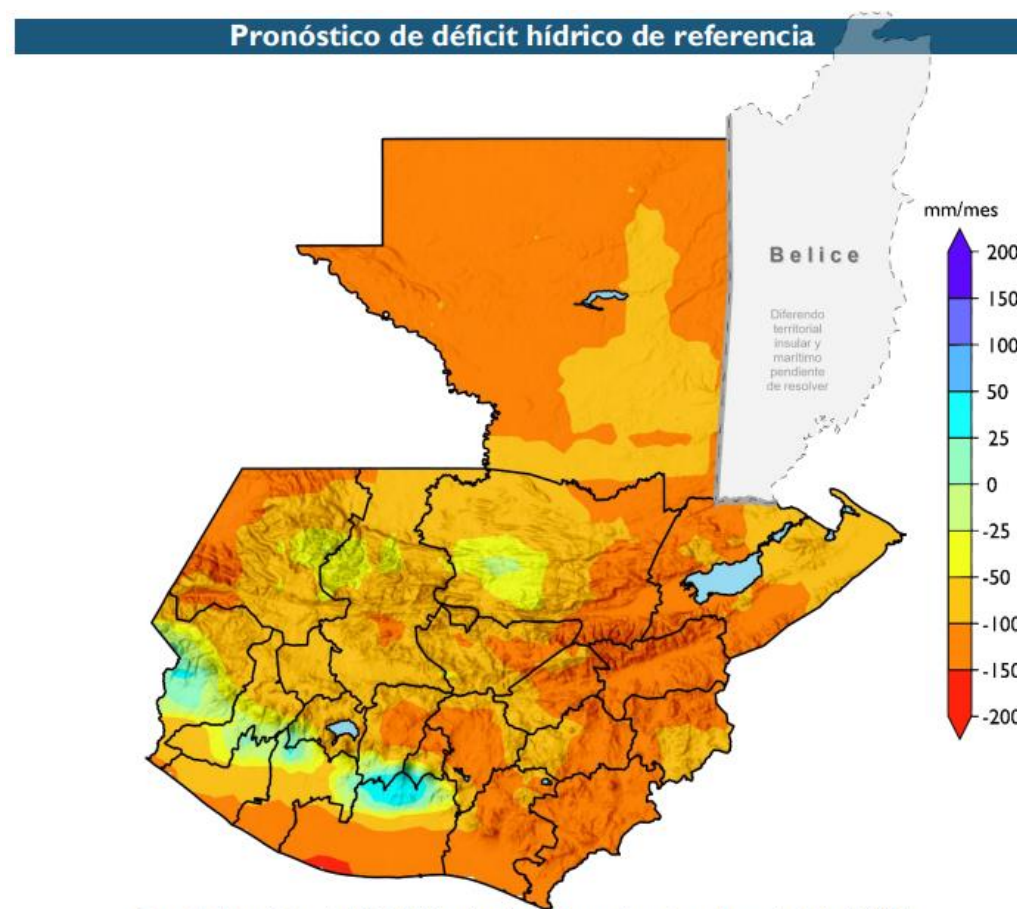 Pronóstico de déficit hídrico de referencia
mm/mes
200
150
100
50
25
0
-25
-50
-100
-150
-200
Belice
Diferendo
territorial
insular y
marítimo
pendiente
de resolver